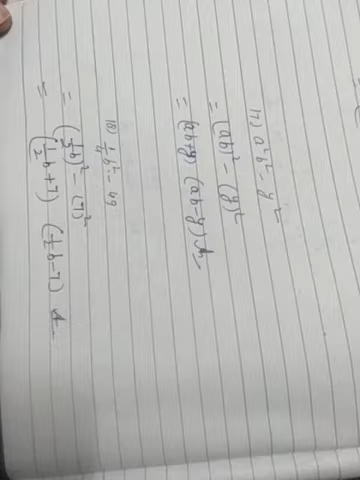 17) a²b² - y²
= (ab)² - (y)²
= (ab+y) (ab-y) A
18) 1/4 b² - 49
= (1/2 b)² - (7)²
= (1/2 b + 7) (1/2 b - 7) A